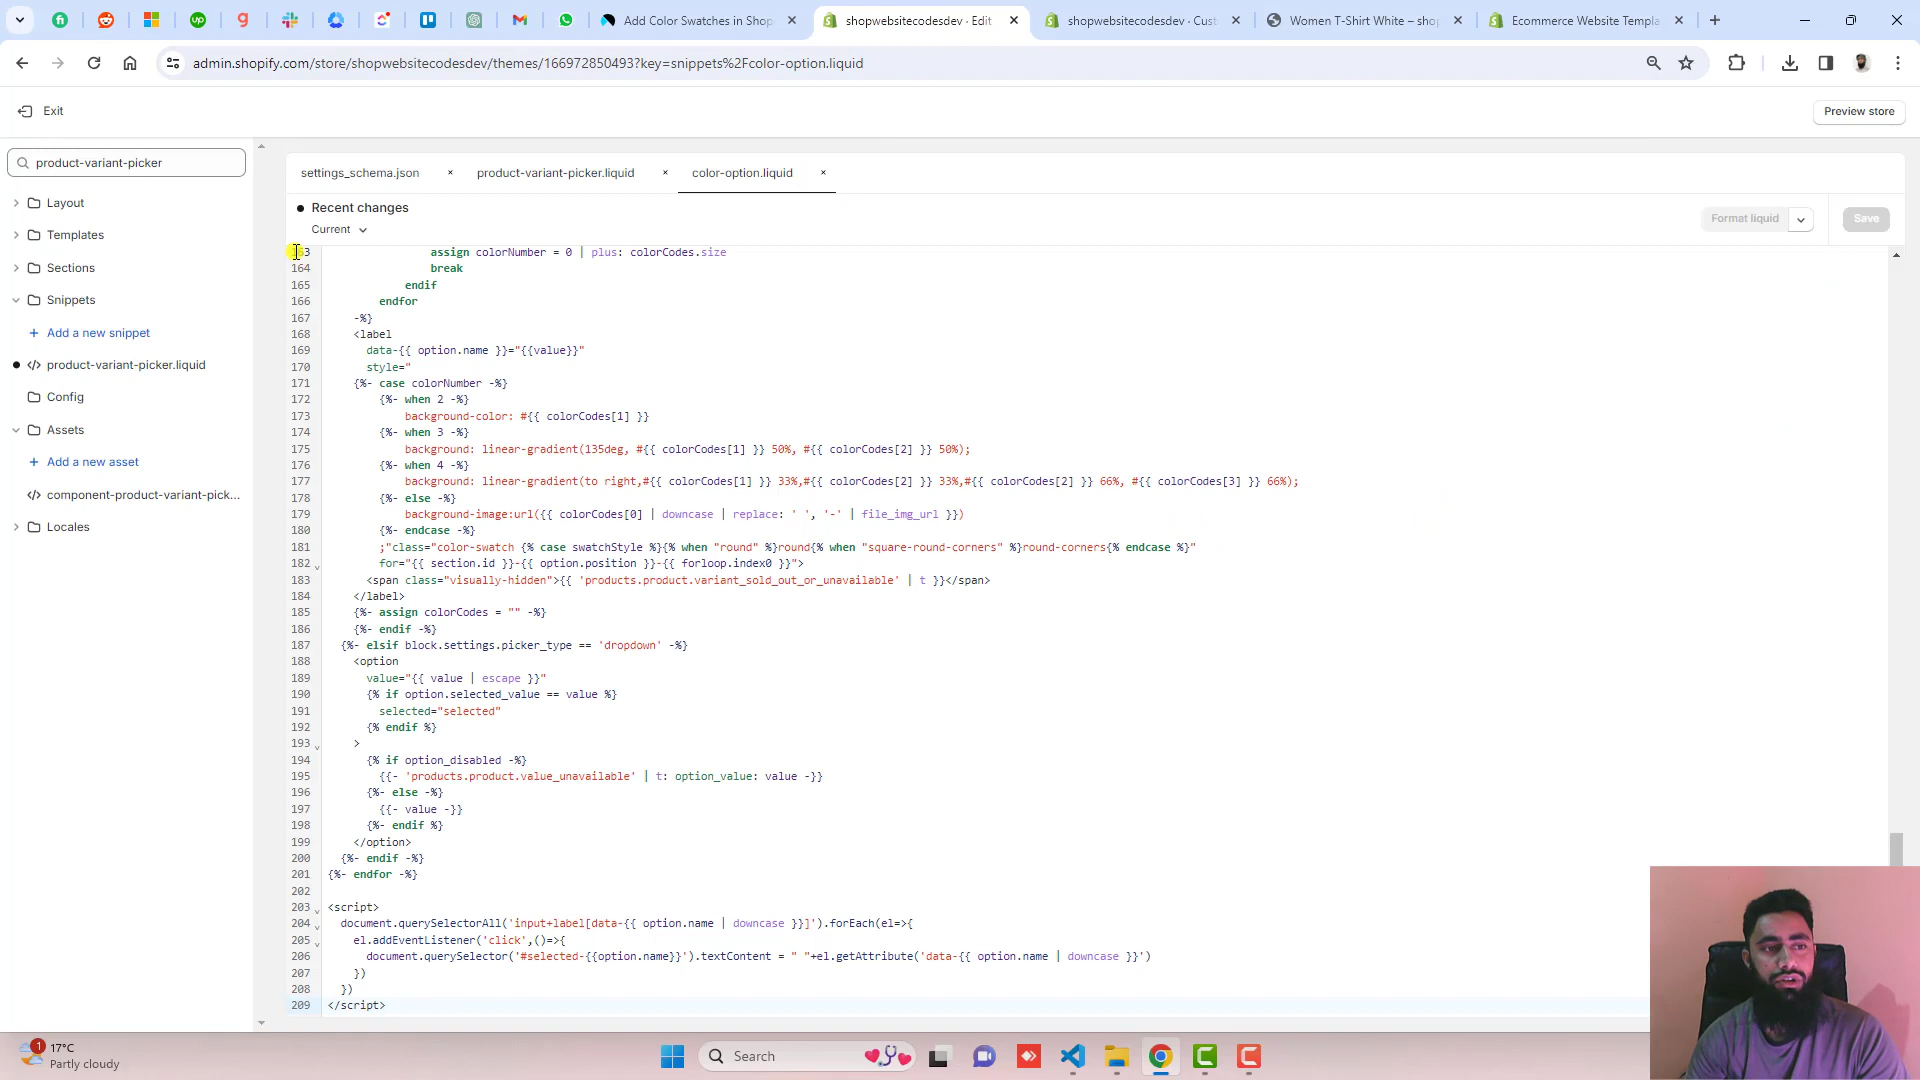 Add Color Swatches in Shop
shopwebsitecodesdev · Edit
shopwebsitecodesdev · Cust
Women T-Shirt White – shop
Ecommerce Website Templa
admin.shopify.com/store/shopwebsitecodesdev/themes/166972850493?key=snippets%2Fcolor-option.liquid
Exit
Preview store
product-variant-picker
Layout
Templates
Sections
Snippets
Add a new snippet
product-variant-picker.liquid
Config
Assets
Add a new asset
component-product-variant-pick...
Locales
settings_schema.json
product-variant-picker.liquid
color-option.liquid
Recent changes
Current
Format liquid
Save
163 assign colorNumber = 0 | plus: colorCodes.size
164 break
165 endif
166 endfor
167 -%}
168 <label
169 data-{{ option.name }}="{{value}}"
170 style="
171 {%- case colorNumber -%}
172 {%- when 2 -%}
173 background-color: #{{ colorCodes[1] }}
174 {%- when 3 -%}
175 background: linear-gradient(135deg, #{{ colorCodes[1] }} 50%, #{{ colorCodes[2] }} 50%);
176 {%- when 4 -%}
177 background: linear-gradient(to right,#{{ colorCodes[1] }} 33%,#{{ colorCodes[2] }} 33%,#{{ colorCodes[2] }} 66%, #{{ colorCodes[3] }} 66%);
178 {%- else -%}
179 background-image:url({{ colorCodes[0] | downcase | replace: ' ', '-' | file_img_url }})
180 {%- endcase -%}
181 ;"class="color-swatch {% case swatchStyle %}{% when "round" %}round{% when "square-round-corners" %}round-corners{% endcase %}"
182 for="{{ section.id }}-{{ option.position }}-{{ forloop.index0 }}">
183 <span class="visually-hidden">{{ 'products.product.variant_sold_out_or_unavailable' | t }}</span>
184 </label>
185 {%- assign colorCodes = "" -%}
186 {%- endif -%}
187 {%- elsif block.settings.picker_type == 'dropdown' -%}
188 <option
189 value="{{ value | escape }}"
190 {% if option.selected_value == value %}
191 selected="selected"
192 {% endif %}
193 >
194 {% if option_disabled -%}
195 {{- 'products.product.value_unavailable' | t: option_value: value -}}
196 {%- else -%}
197 {{- value -}}
198 {%- endif %}
199 </option>
200 {%- endif -%}
201 {%- endfor -%}
202
203 <script>
204 document.querySelectorAll('input+label[data-{{ option.name | downcase }}]').forEach(el=>{
205 el.addEventListener('click',()=>{
206 document.querySelector('#selected-{{option.name}}').textContent = " "+el.getAttribute('data-{{ option.name | downcase }}')
207 })
208 })
209 </script>
1
17°C
Partly cloudy
Search